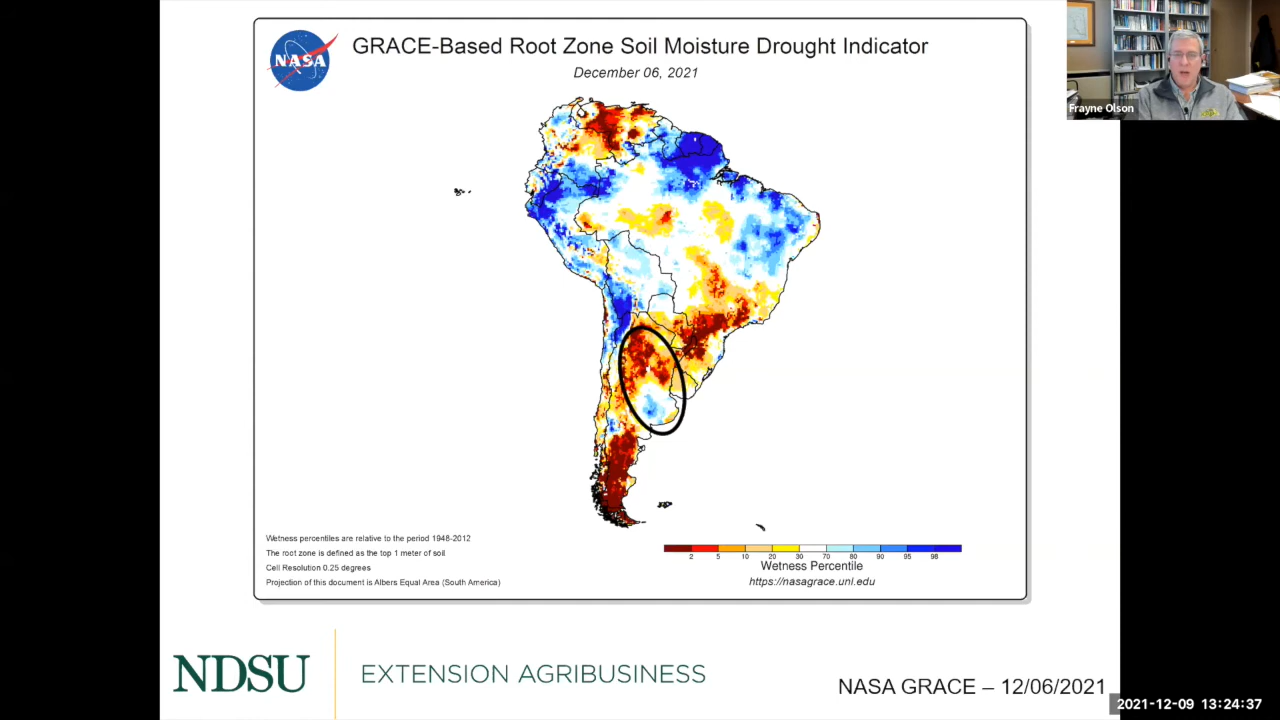 NASA
GRACE-Based Root Zone Soil Moisture Drought Indicator
December 06, 2021
Frayne Olson
Wetness percentiles are relative to the period 1948-2012
The root zone is defined as the top 1 meter of soil
Cell Resolution 0.25 degrees
Projection of this document is Albers Equal Area (South America)
2 5 10 20 30 70 80 90 95 98
Wetness Percentile
https://nasagrace.unl.edu
NDSU
EXTENSION AGRIBUSINESS
NASA GRACE – 12/06/2021
2021-12-09 13:24:37